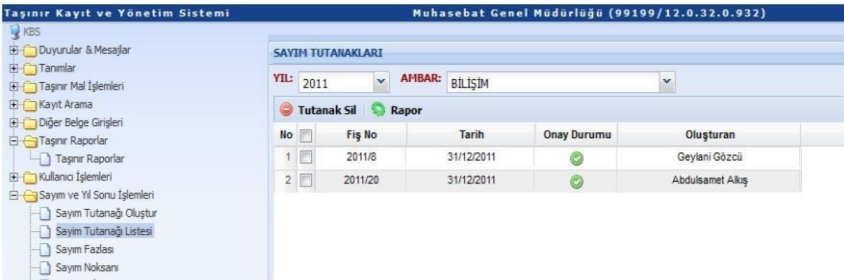 Taşınır Kayıt ve Yönetim Sistemi Muhasebat Genel Müdürlüğü (99199/12.0.32.0.932)
KBS
Duyurular & Mesajlar
Tanımlar
Taşınır Mal İşlemleri
Kayıt Arama
Diğer Belge Girişleri
Taşınır Raporlar
Taşınır Raporlar
Kullanıcı İşlemleri
Sayım ve Yıl Sonu İşlemleri
Sayım Tutanağı Oluştur
Sayım Tutanağı Listesi
Sayım Fazlası
Sayım Noksanı
SAYIM TUTANAKLARI
YIL: 2011 AMBAR: BİLİŞİM
Tutanak Sil Rapor
No Fiş No Tarih Onay Durumu Oluşturan
1 2011/8 31/12/2011 Geylani Gözcü
2 2011/20 31/12/2011 Abdulsamet Alkış